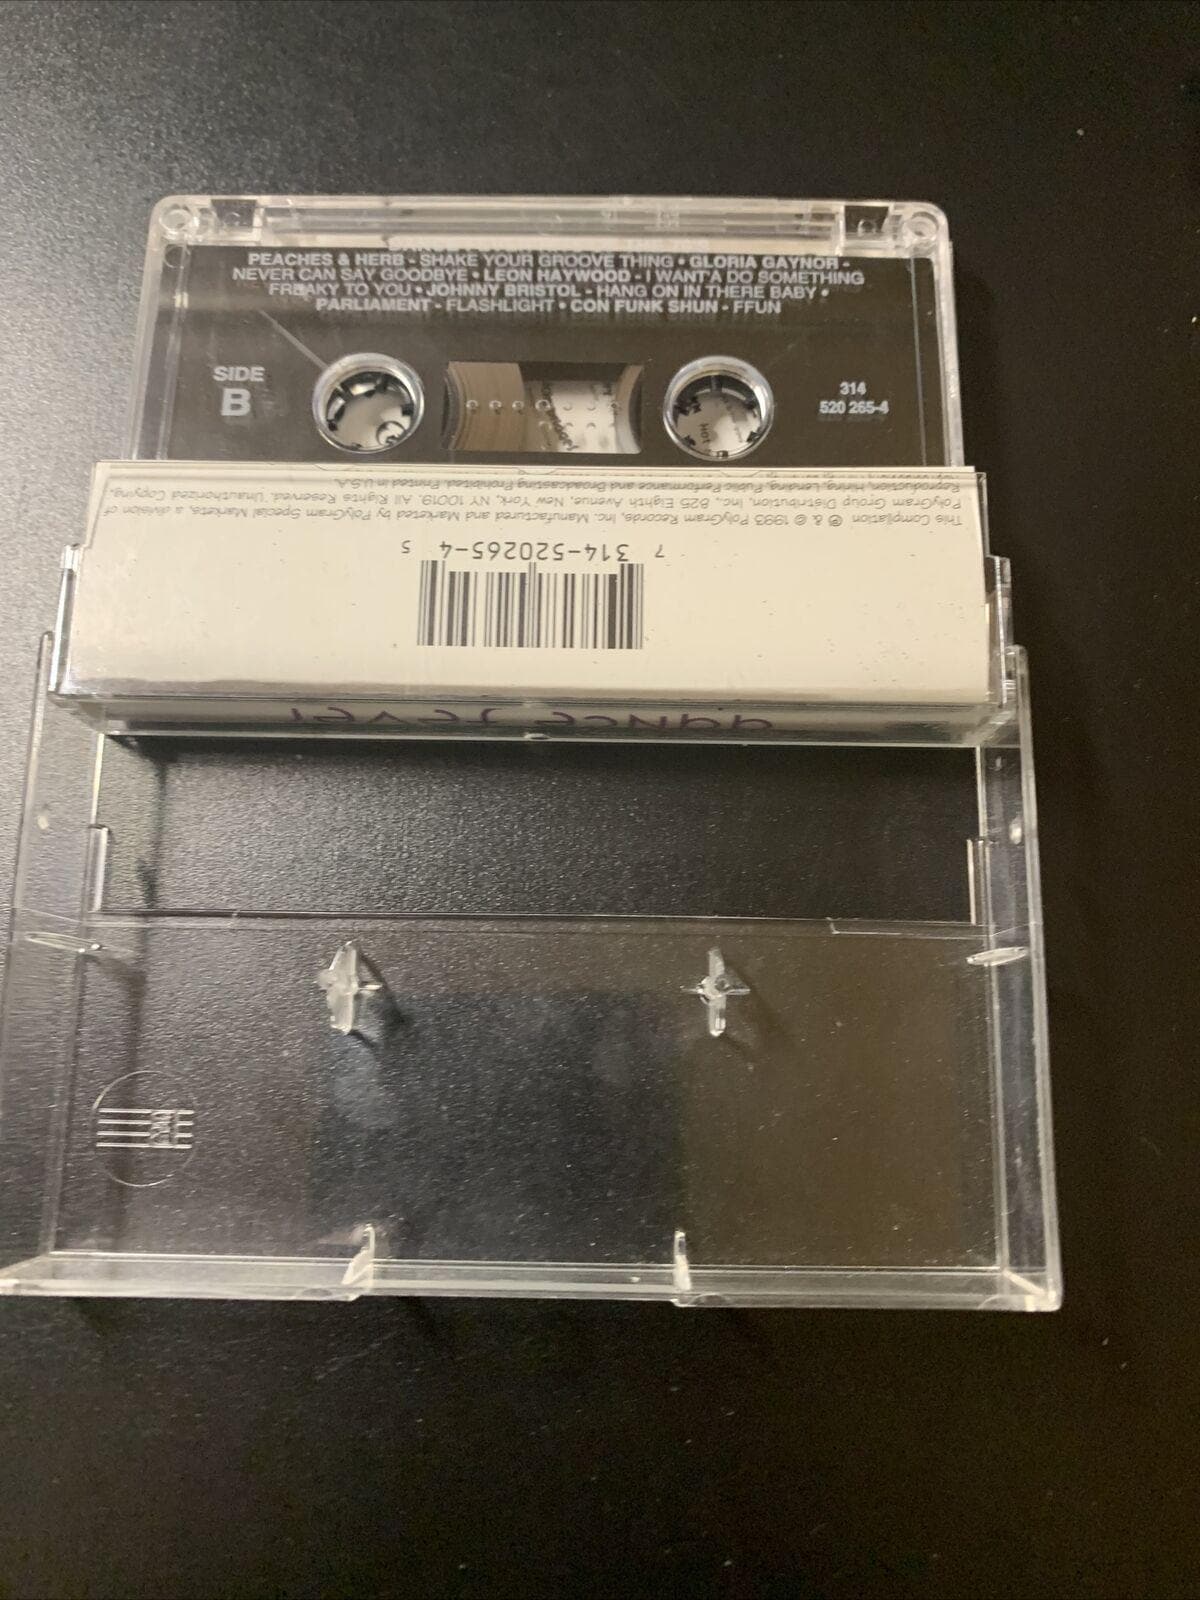 PEACHES & HERB - SHAKE YOUR GROOVE THING • GLORIA GAYNOR -
NEVER CAN SAY GOODBYE • LEON HAYWOOD - I WANT'A DO SOMETHING
FREAKY TO YOU • JOHNNY BRISTOL - HANG ON IN THERE BABY •
PARLIAMENT - FLASHLIGHT • CON FUNK SHUN - FFUN
SIDE
B
314
520 265-4
This Compilation ℗ & © 1993 PolyGram Records, Inc. Manufactured and Marketed by PolyGram Special Markets, a division of
PolyGram Group Distribution, Inc., 825 Eighth Avenue, New York, NY 10019. All Rights Reserved. Unauthorized Copying,
Reproduction, Hiring, Lending, Public Performance and Broadcasting Prohibited. Printed in U.S.A.
7 314-520265-4 5
dance fever